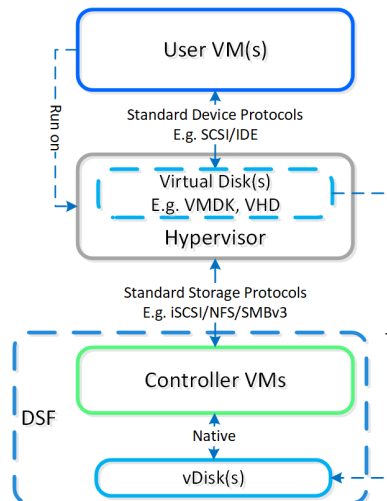 User VM(s)
Run on
Standard Device Protocols
E.g. SCSI/IDE
Virtual Disk(s)
E.g. VMDK, VHD
Hypervisor
Standard Storage Protocols
E.g. iSCSI/NFS/SMBv3
Controller VMs
DSF
Native
vDisk(s)